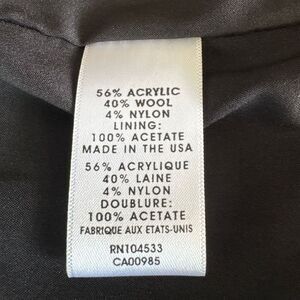 56% ACRYLIC
40% WOOL
4% NYLON
LINING:
100% ACETATE
MADE IN THE USA
56% ACRYLIQUE
40% LAINE
4% NYLON
DOUBLURE:
100% ACETATE
FABRIQUE AUX ETATS-UNIS
RN104533
CA00985